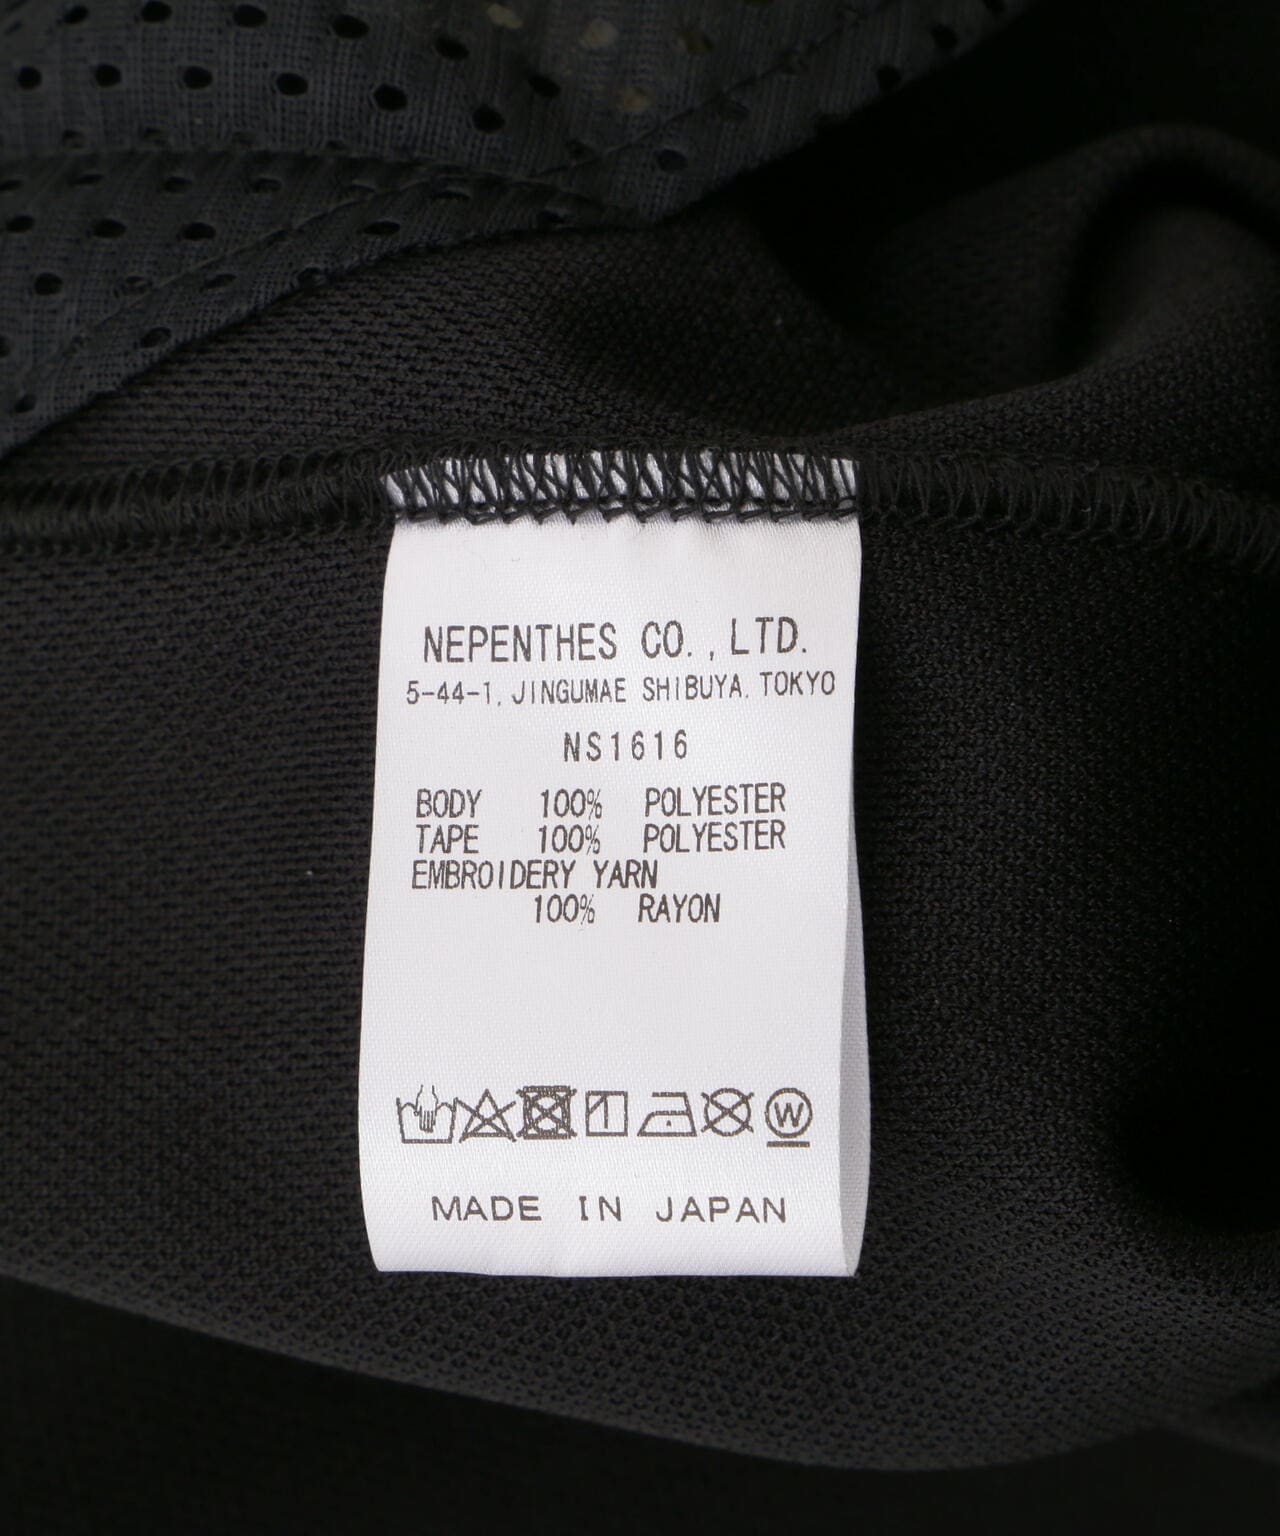 NEPENTHES CO., LTD.
5-44-1, JINGUMAE SHIBUYA. TOKYO
NS1616
BODY 100% POLYESTER
TAPE 100% POLYESTER
EMBROIDERY YARN
100% RAYON
W
MADE IN JAPAN